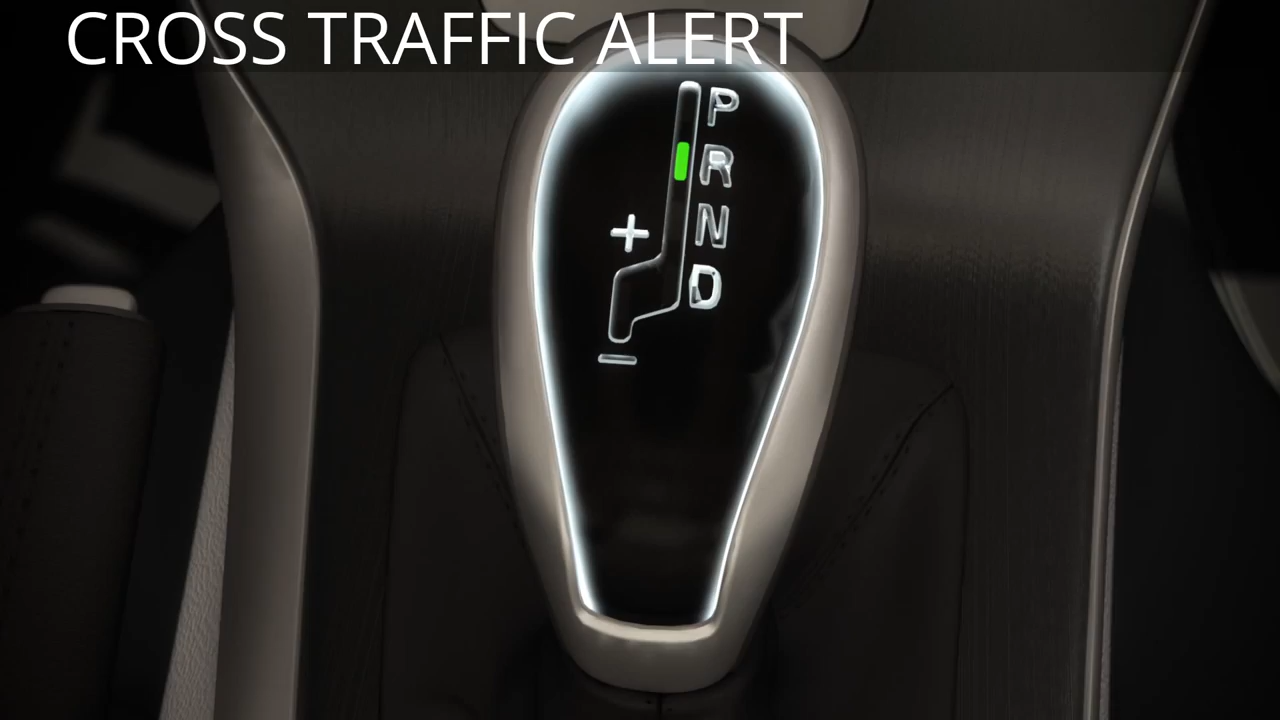 CROSS TRAFFIC ALERT
P
R
+ N
D
–